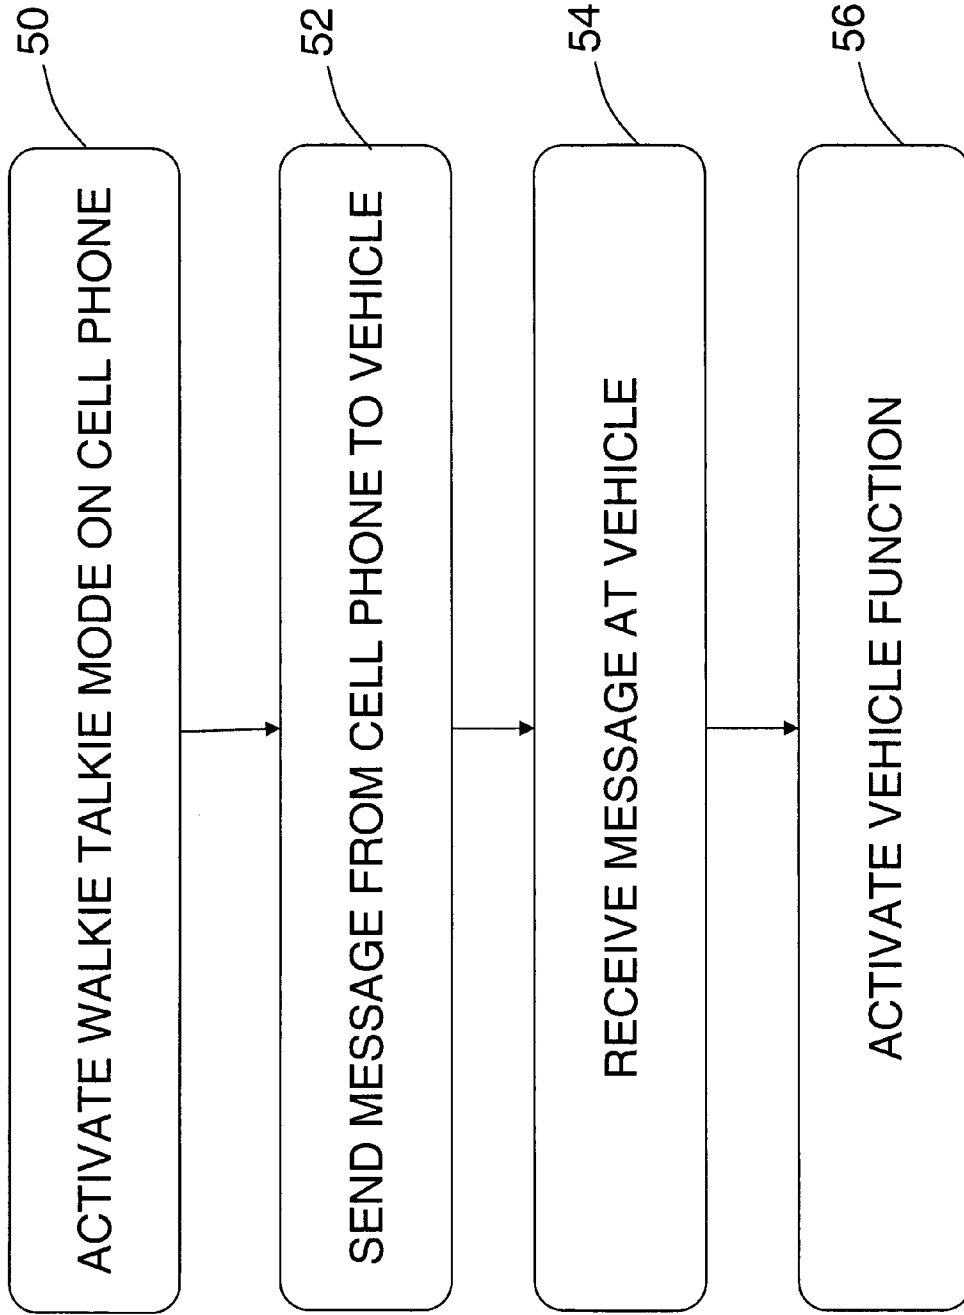 ACTIVATE WALKIE TALKIE MODE ON CELL PHONE
50
SEND MESSAGE FROM CELL PHONE TO VEHICLE
52
RECEIVE MESSAGE AT VEHICLE
54
ACTIVATE VEHICLE FUNCTION
56